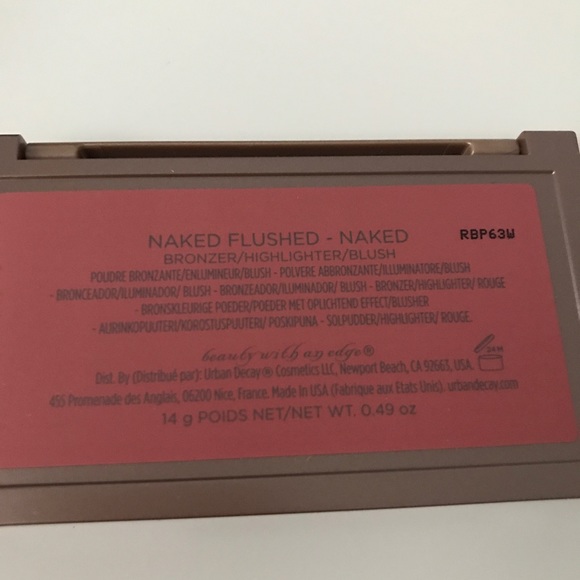 NAKED FLUSHED - NAKED
RBP63W
BRONZER/HIGHLIGHTER/BLUSH
POUDRE BRONZANTE/ENLUMINEUR/BLUSH - POLVERE ABBRONZANTE/ILLUMINATORE/BLUSH
- BRONCEADOR/ILUMINADOR/ BLUSH - BRONZEADOR/ILUMINADOR/ BLUSH - BRONZER/HIGHLIGHTER/ ROUGE
- BRONSKLEURIGE POEDER/POEDER MET OPLICHTEND EFFECT/BLUSHER
- AURINKOPUUTERI/KOROSTUSPUUTERI/ POSKIPUNA - SOLPUDDER/HIGHLIGHTER/ ROUGE.
beauty with an edge®
24M
Dist. By (Distribué par): Urban Decay® Cosmetics LLC, Newport Beach, CA 92663, USA.
455 Promenade des Anglais, 06200 Nice, France. Made in USA (Fabrique aux Etats Unis). urbandecay.com
14 g POIDS NET/NET WT. 0.49 oz